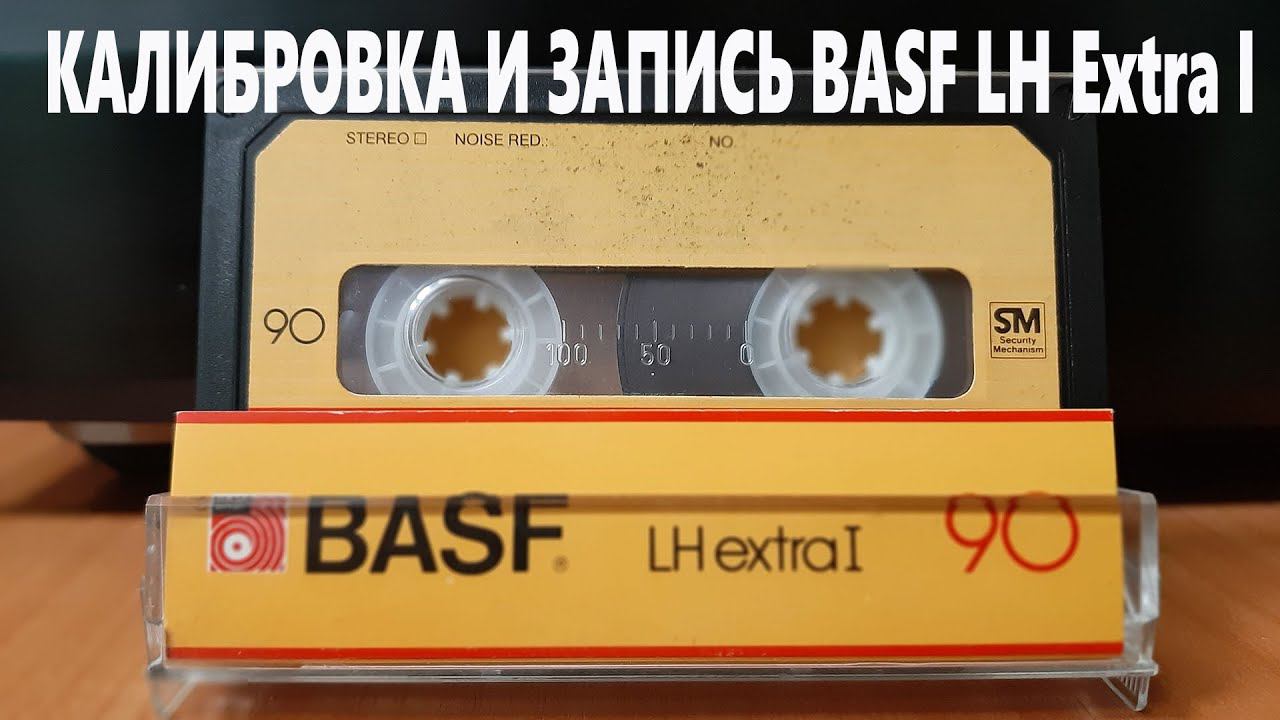 КАЛИБРОВКА И ЗАПИСЬ BASF LH Extra I
STEREO NOISE RED.: NO.
90
100 50 0
SM
Security
Mechanism
BASF® LH extra I 90